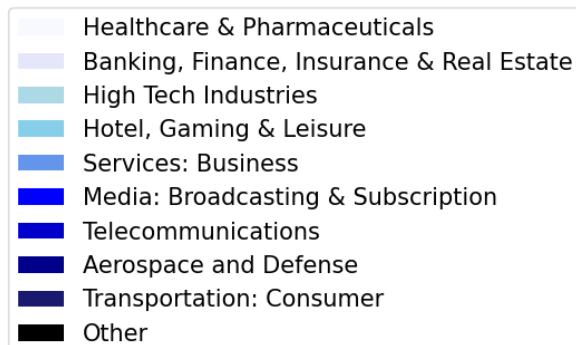 Healthcare & Pharmaceuticals
Banking, Finance, Insurance & Real Estate
High Tech Industries
Hotel, Gaming & Leisure
Services: Business
Media: Broadcasting & Subscription
Telecommunications
Aerospace and Defense
Transportation: Consumer
Other